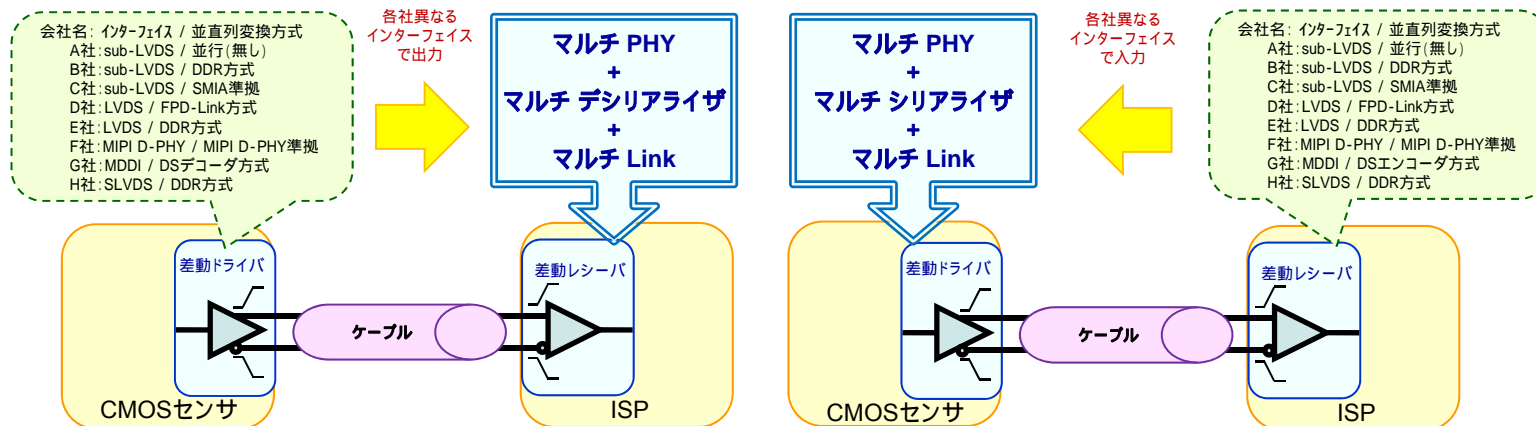 会社名: インターフェイス / 並直列変換方式
A社:sub-LVDS / 並行(無し)
B社:sub-LVDS / DDR方式
C社:sub-LVDS / SMIA準拠
D社:LVDS / FPD-Link方式
E社:LVDS / DDR方式
F社:MIPI D-PHY / MIPI D-PHY準拠
G社:MDDI / DSデコーダ方式
H社:SLVDS / DDR方式
各社異なる
インターフェイス
で出力
マルチ PHY
+
マルチ デシリアライザ
+
マルチ Link
差動ドライバ
ケーブル
差動レシーバ
CMOSセンサ
ISP
マルチ PHY
+
マルチ シリアライザ
+
マルチ Link
各社異なる
インターフェイス
で入力
会社名: インターフェイス / 並直列変換方式
A社:sub-LVDS / 並行(無し)
B社:sub-LVDS / DDR方式
C社:sub-LVDS / SMIA準拠
D社:LVDS / FPD-Link方式
E社:LVDS / DDR方式
F社:MIPI D-PHY / MIPI D-PHY準拠
G社:MDDI / DSエンコーダ方式
H社:SLVDS / DDR方式
差動ドライバ
ケーブル
差動レシーバ
CMOSセンサ
ISP